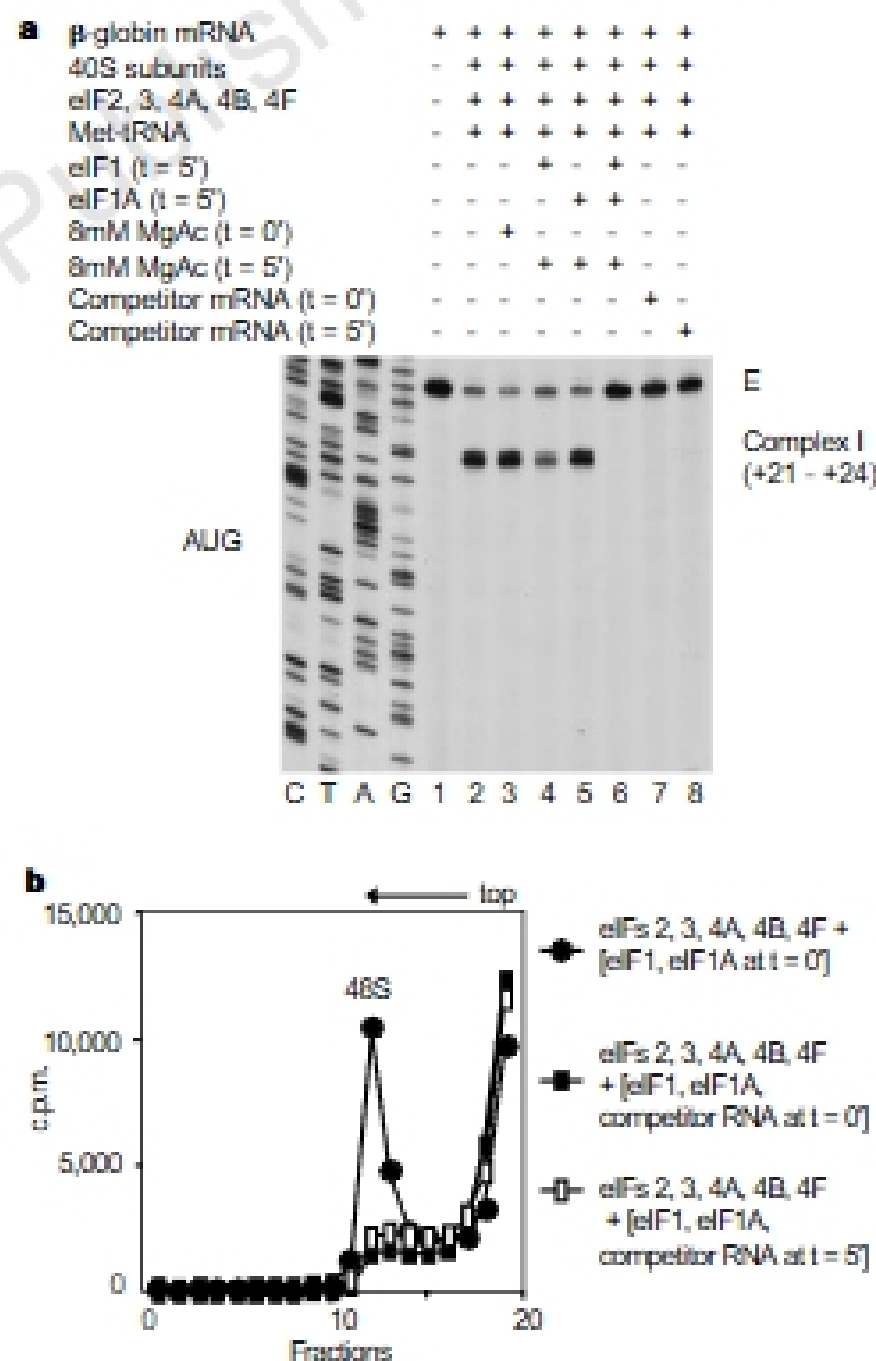 Publish
a β-globin mRNA + + + + + + + +
40S subunits - + + + + + + +
eIF2, 3, 4A, 4B, 4F - + + + + + + +
Met-tRNA - + + + + + + +
eIF1 (t = 5') - - - + - + - -
eIF1A (t = 5') - - - - + + - -
8mM MgAc (t = 0') - - + - - - - -
8mM MgAc (t = 5') - - - + + + - -
Competitor mRNA (t = 0') - - - - - - + -
Competitor mRNA (t = 5') - - - - - - - +
E
Complex I
(+21 - +24)
AUG
C T A G 1 2 3 4 5 6 7 8
b
top
15,000
10,000
5,000
0
c.p.m.
48S
0 10 20
Fractions
eIFs 2, 3, 4A, 4B, 4F +
[eIF1, eIF1A at t = 0']
eIFs 2, 3, 4A, 4B, 4F
+ [eIF1, eIF1A,
competitor RNA at t = 0']
eIFs 2, 3, 4A, 4B, 4F
+ [eIF1, eIF1A,
competitor RNA at t = 5']